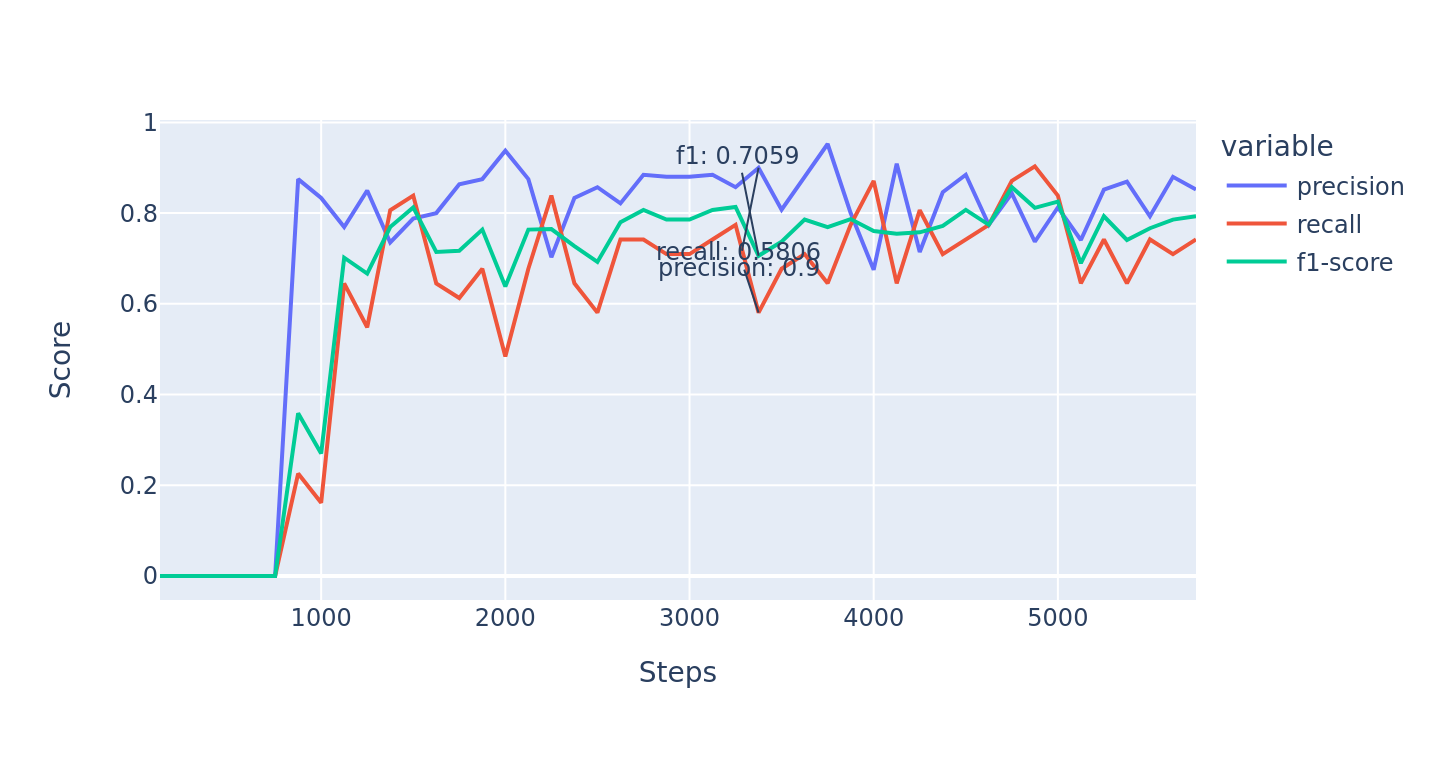 1
0.8
0.6
0.4
0.2
0
Score
f1: 0.7059
recall: 0.5806
precision: 0.9
1000
2000
3000
4000
5000
Steps
variable
precision
recall
f1-score